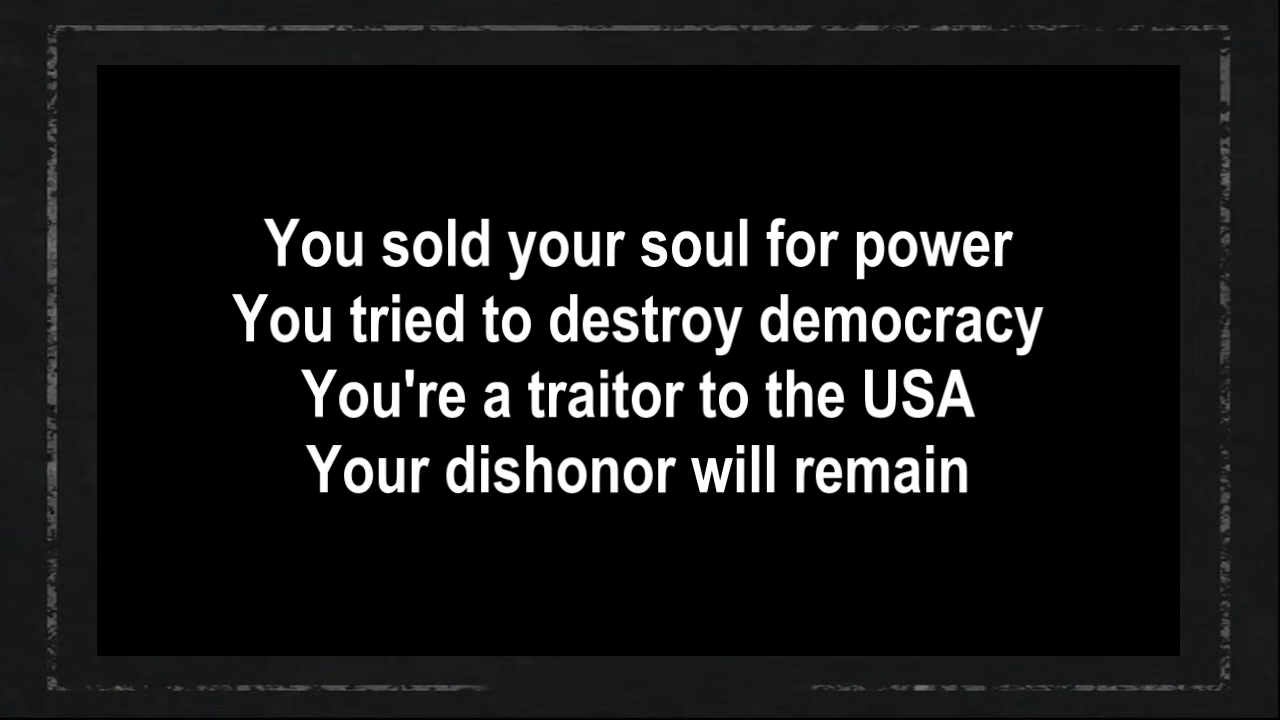 You sold your soul for power
You tried to destroy democracy
You're a traitor to the USA
Your dishonor will remain